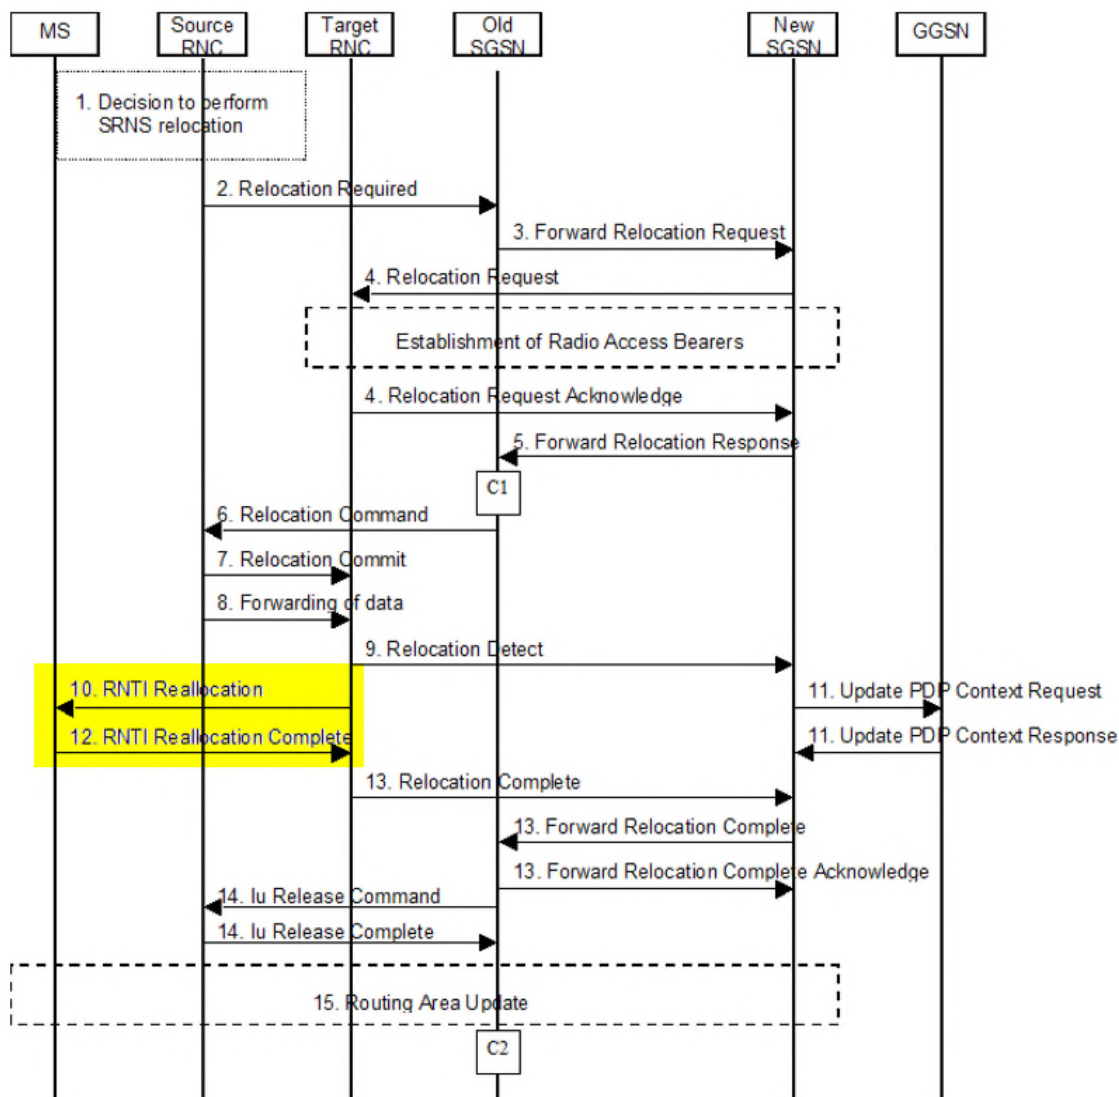 MS
Source
RNC
Target
RNC
Old
SGSN
New
SGSN
GGSN
1. Decision to perform
SRNS relocation
2. Relocation Required
3. Forward Relocation Request
4. Relocation Request
Establishment of Radio Access Bearers
4. Relocation Request Acknowledge
5. Forward Relocation Response
C1
6. Relocation Command
7. Relocation Commit
8. Forwarding of data
9. Relocation Detect
10. RNTI Reallocation
11. Update PDP Context Request
12. RNTI Reallocation Complete
11. Update PDP Context Response
13. Relocation Complete
13. Forward Relocation Complete
13. Forward Relocation Complete Acknowledge
14. Iu Release Command
14. Iu Release Complete
15. Routing Area Update
C2